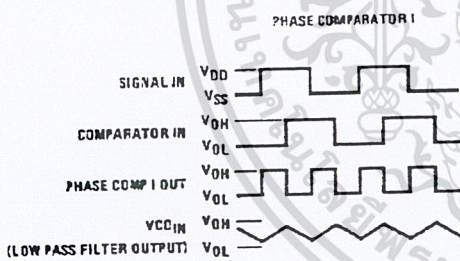 PHASE COMPARATOR I
SIGNAL IN VDD
VSS
COMPARATOR IN VOH
VOL
PHASE COMP I OUT VOH
VOL
VCOIN VOH
(LOW PASS FILTER OUTPUT) VOL